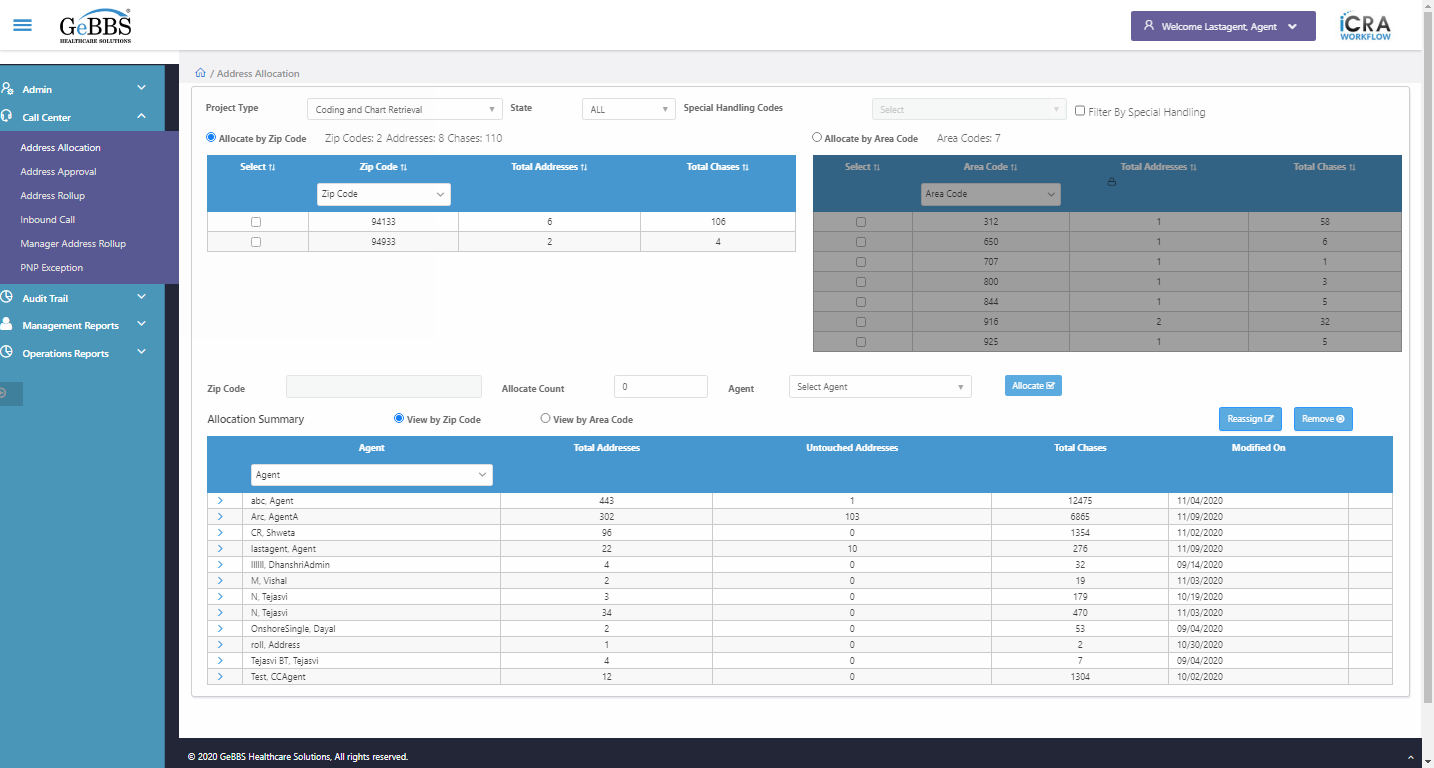 GeBBS
HEALTHCARE SOLUTIONS
Welcome Lastagent, Agent
iCRA
WORKFLOW
/ Address Allocation
Admin
Call Center
Address Allocation
Address Approval
Address Rollup
Inbound Call
Manager Address Rollup
PNP Exception
Audit Trail
Management Reports
Operations Reports
Project Type Coding and Chart Retrieval State ALL Special Handling Codes Select Filter By Special Handling
Allocate by Zip Code Zip Codes: 2 Addresses: 8 Chases: 110
Select Zip Code Total Addresses Total Chases
Zip Code
94133 6 106
94933 2 4
Allocate by Area Code Area Codes: 7
Select Area Code Total Addresses Total Chases
Area Code
312 1 58
650 1 6
707 1 1
800 1 3
844 1 5
916 2 32
925 1 5
Zip Code Allocate Count 0 Agent Select Agent Allocate
Allocation Summary View by Zip Code View by Area Code Reassign Remove
Agent Total Addresses Untouched Addresses Total Chases Modified On
Agent
abc, Agent 443 1 12475 11/04/2020
Arc, AgentA 302 103 6865 11/09/2020
CR, Shweta 96 0 1354 11/02/2020
lastagent, Agent 22 10 276 11/09/2020
llllll, DhanshriAdmin 4 0 32 09/14/2020
M, Vishal 2 0 19 11/03/2020
N, Tejasvi 3 0 179 10/19/2020
N, Tejasvi 34 0 470 11/03/2020
OnshoreSingle, Dayal 2 0 53 09/04/2020
roll, Address 1 0 2 10/30/2020
Tejasvi BT, Tejasvi 4 0 7 09/04/2020
Test, CCAgent 12 0 1304 10/02/2020
© 2020 GeBBS Healthcare Solutions, All rights reserved.